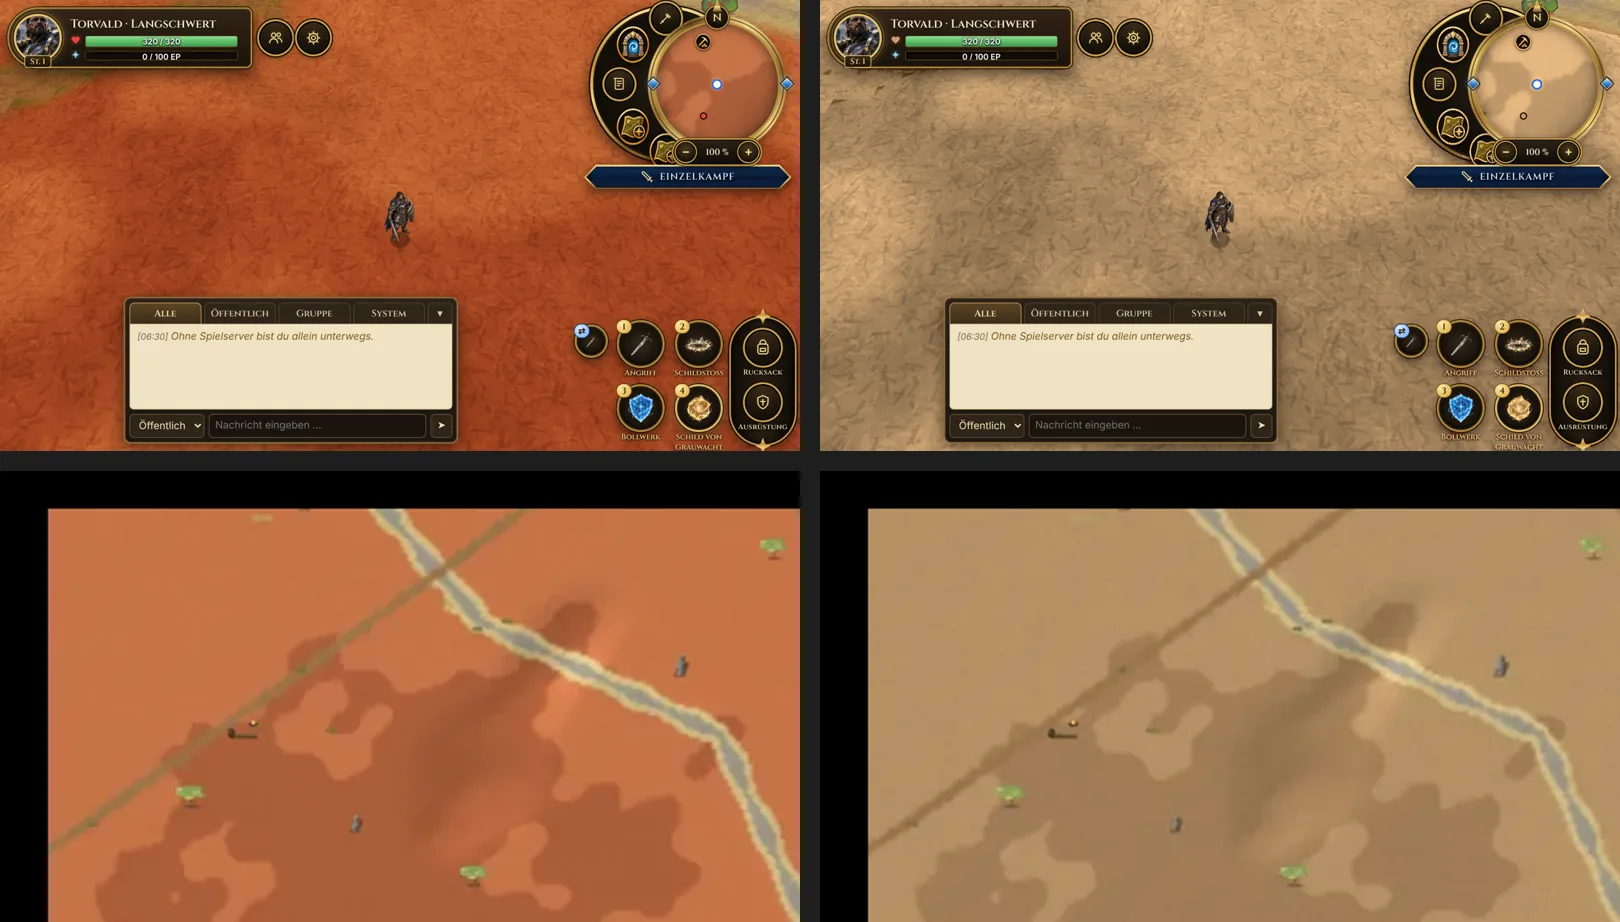 TORVALD · LANGSCHWERT
320 / 320
0 / 100 EP
ST. 1
N
100 %
EINZELKAMPF
ALLE
ÖFFENTLICH
GRUPPE
SYSTEM
[06:30] Ohne Spielserver bist du allein unterwegs.
Öffentlich
Nachricht eingeben ...
1
2
ANGRIFF
SCHILDSTOSS
3
4
BOLLWERK
SCHILD VON
GRAUWACHT
RUCKSACK
AUSRÜSTUNG
TORVALD · LANGSCHWERT
320 / 320
0 / 100 EP
ST. 1
N
100 %
EINZELKAMPF
ALLE
ÖFFENTLICH
GRUPPE
SYSTEM
[06:30] Ohne Spielserver bist du allein unterwegs.
Öffentlich
Nachricht eingeben ...
1
2
ANGRIFF
SCHILDSTOSS
3
4
BOLLWERK
SCHILD VON
GRAUWACHT
RUCKSACK
AUSRÜSTUNG